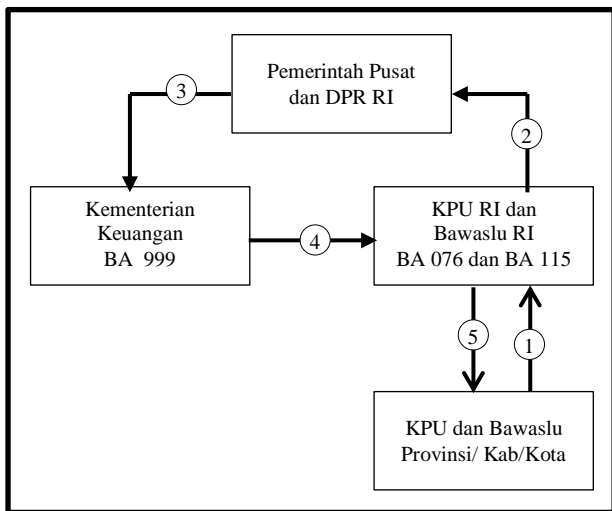 Pemerintah Pusat
dan DPR RI
3
2
Kementerian
Keuangan
BA 999
4
KPU RI dan
Bawaslu RI
BA 076 dan BA 115
5
1
KPU dan Bawaslu
Provinsi/ Kab/Kota